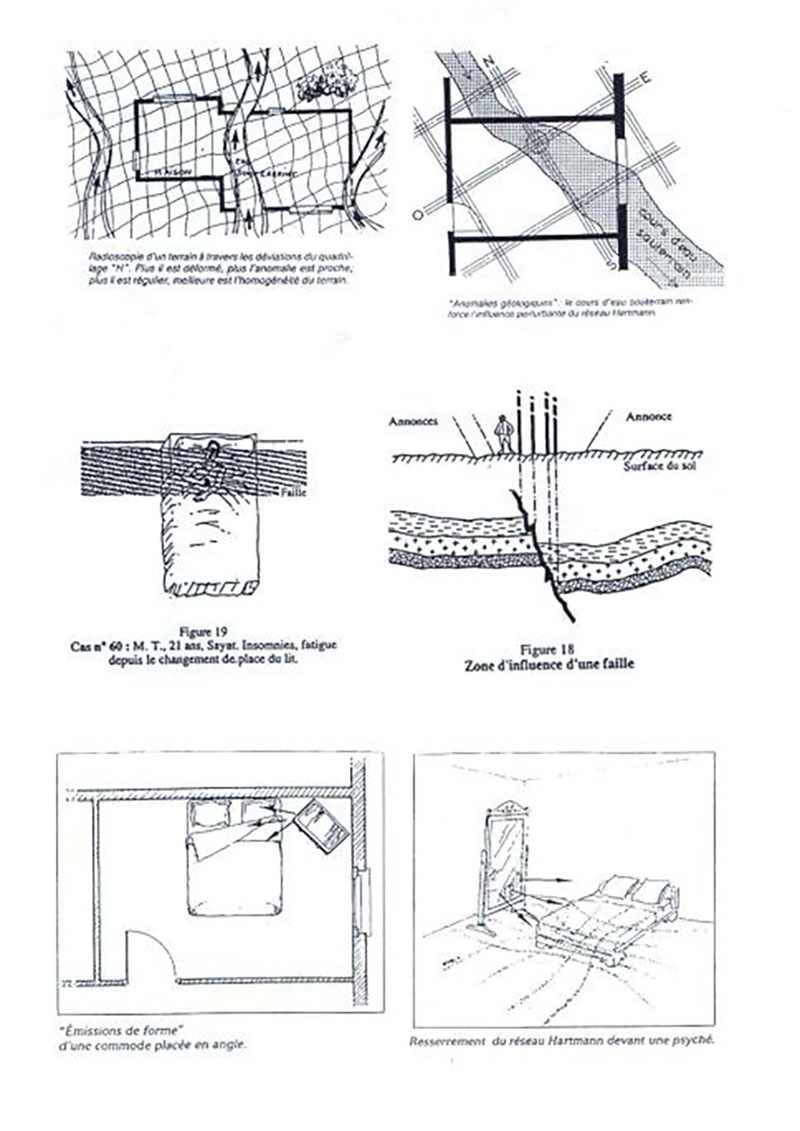 MAISON
EAU
SOUTERRAINE
Radioscopie d'un terrain à travers les déviations du quadril-
lage "H". Plus il est déformé, plus l'anomalie est proche;
plus il est régulier, meilleure est l'homogénéité du terrain.
N
E
O
S
Cours d'eau
souterrain
"Anomalies géologiques": le cours d'eau souterrain ren-
force l'influence perturbante du réseau Hartmann.
Faille
Figure 19
Cas n° 60 : M. T., 21 ans, Sayat. Insomnies, fatigue
depuis le changement de place du lit.
Annonces
Annonce
Surface du sol
Figure 18
Zone d'influence d'une faille
"Émissions de forme"
d'une commode placée en angle.
Resserrement du réseau Hartmann devant une psyché.